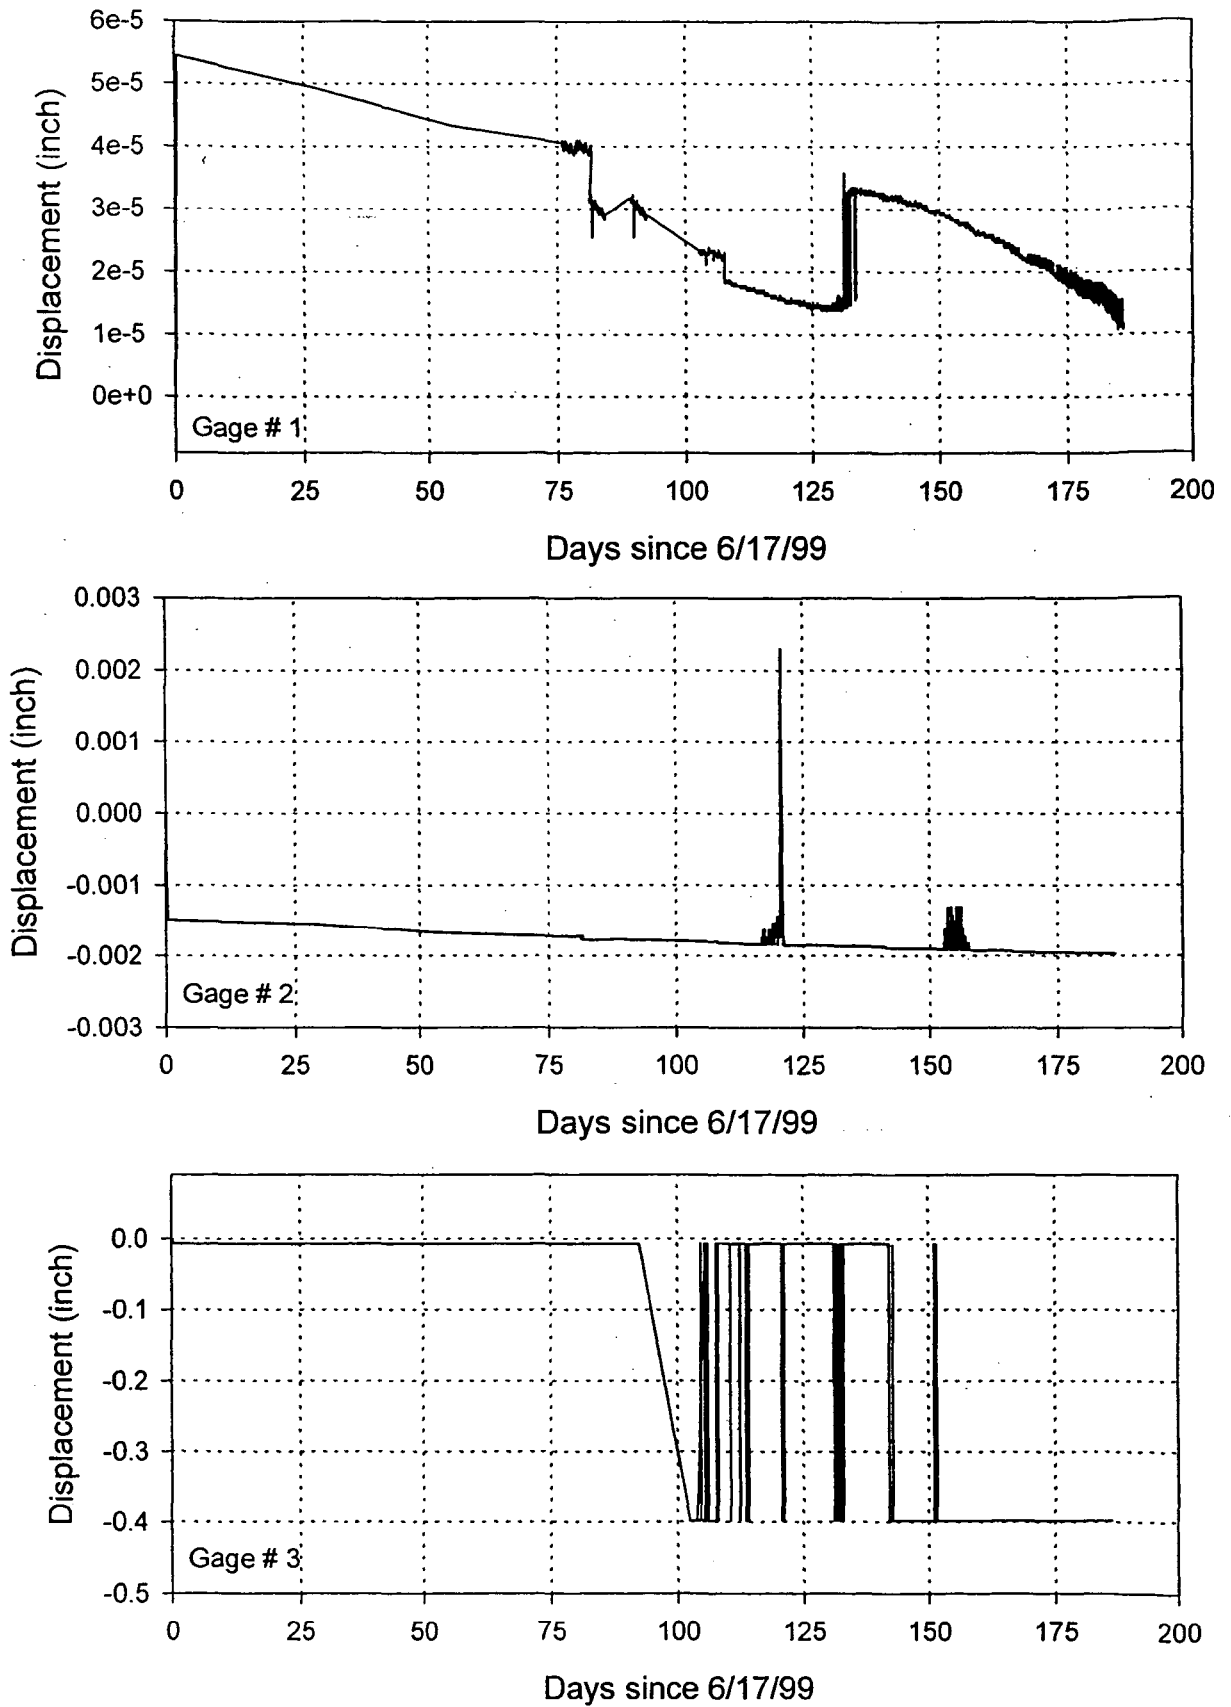 6e-5
5e-5
4e-5
3e-5
2e-5
1e-5
0e+0
Displacement (inch)
Gage # 1
0 25 50 75 100 125 150 175 200
Days since 6/17/99
0.003
0.002
0.001
0.000
-0.001
-0.002
-0.003
Displacement (inch)
Gage # 2
0 25 50 75 100 125 150 175 200
Days since 6/17/99
0.0
-0.1
-0.2
-0.3
-0.4
-0.5
Displacement (inch)
Gage # 3
0 25 50 75 100 125 150 175 200
Days since 6/17/99